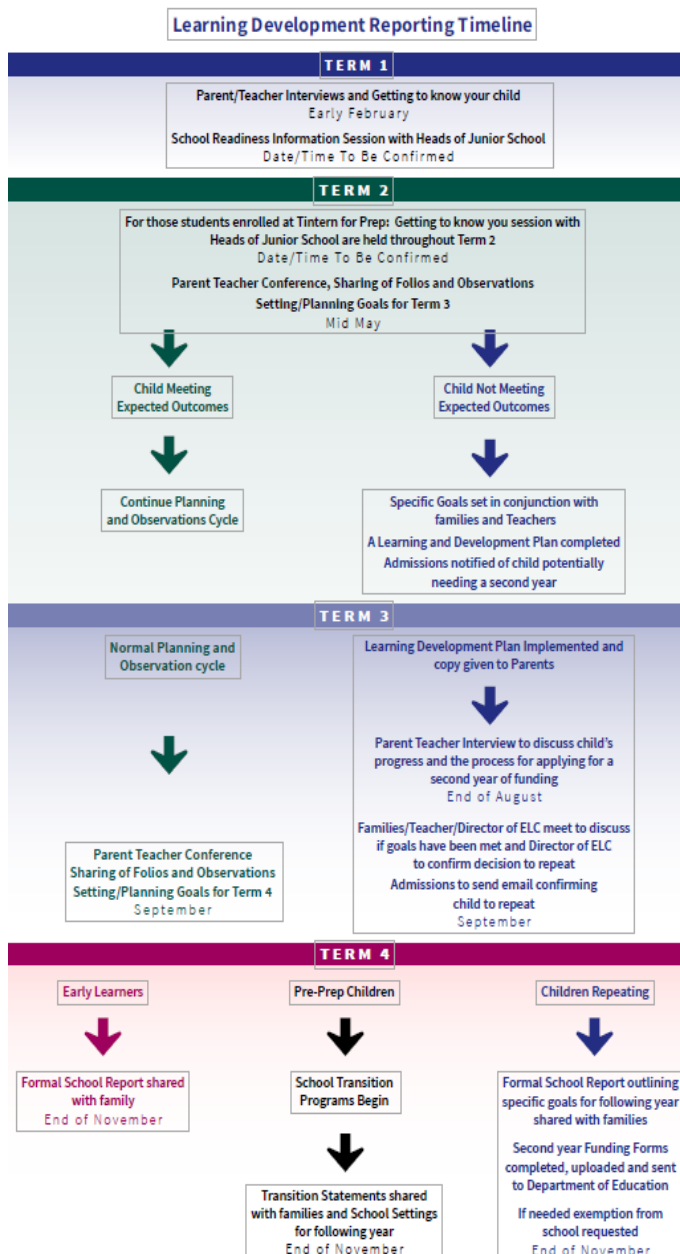 Learning Development Reporting Timeline
TERM 1
Parent/Teacher Interviews and Getting to know your child
Early February
School Readiness Information Session with Heads of Junior School
Date/Time To Be Confirmed
TERM 2
For those students enrolled at Tintern for Prep: Getting to know you session with
Heads of Junior School are held throughout Term 2
Date/Time To Be Confirmed
Parent Teacher Conference, Sharing of Folios and Observations
Setting/Planning Goals for Term 3
Mid May
Child Meeting
Expected Outcomes
Child Not Meeting
Expected Outcomes
Continue Planning
and Observations Cycle
Specific Goals set in conjunction with
families and Teachers
A Learning and Development Plan completed
Admissions notified of child potentially
needing a second year
TERM 3
Normal Planning and
Observation cycle
Learning Development Plan Implemented and
copy given to Parents
Parent Teacher Interview to discuss child's
progress and the process for applying for a
second year of funding
End of August
Parent Teacher Conference
Sharing of Folios and Observations
Setting/Planning Goals for Term 4
September
Families/Teacher/Director of ELC meet to discuss
if goals have been met and Director of ELC
to confirm decision to repeat
Admissions to send email confirming
child to repeat
September
TERM 4
Early Learners
Formal School Report shared
with family
End of November
Pre-Prep Children
School Transition
Programs Begin
Transition Statements shared
with families and School Settings
for following year
End of November
Children Repeating
Formal School Report outlining
specific goals for following year
shared with families
Second year Funding Forms
completed, uploaded and sent
to Department of Education
If needed exemption from
school requested
End of November